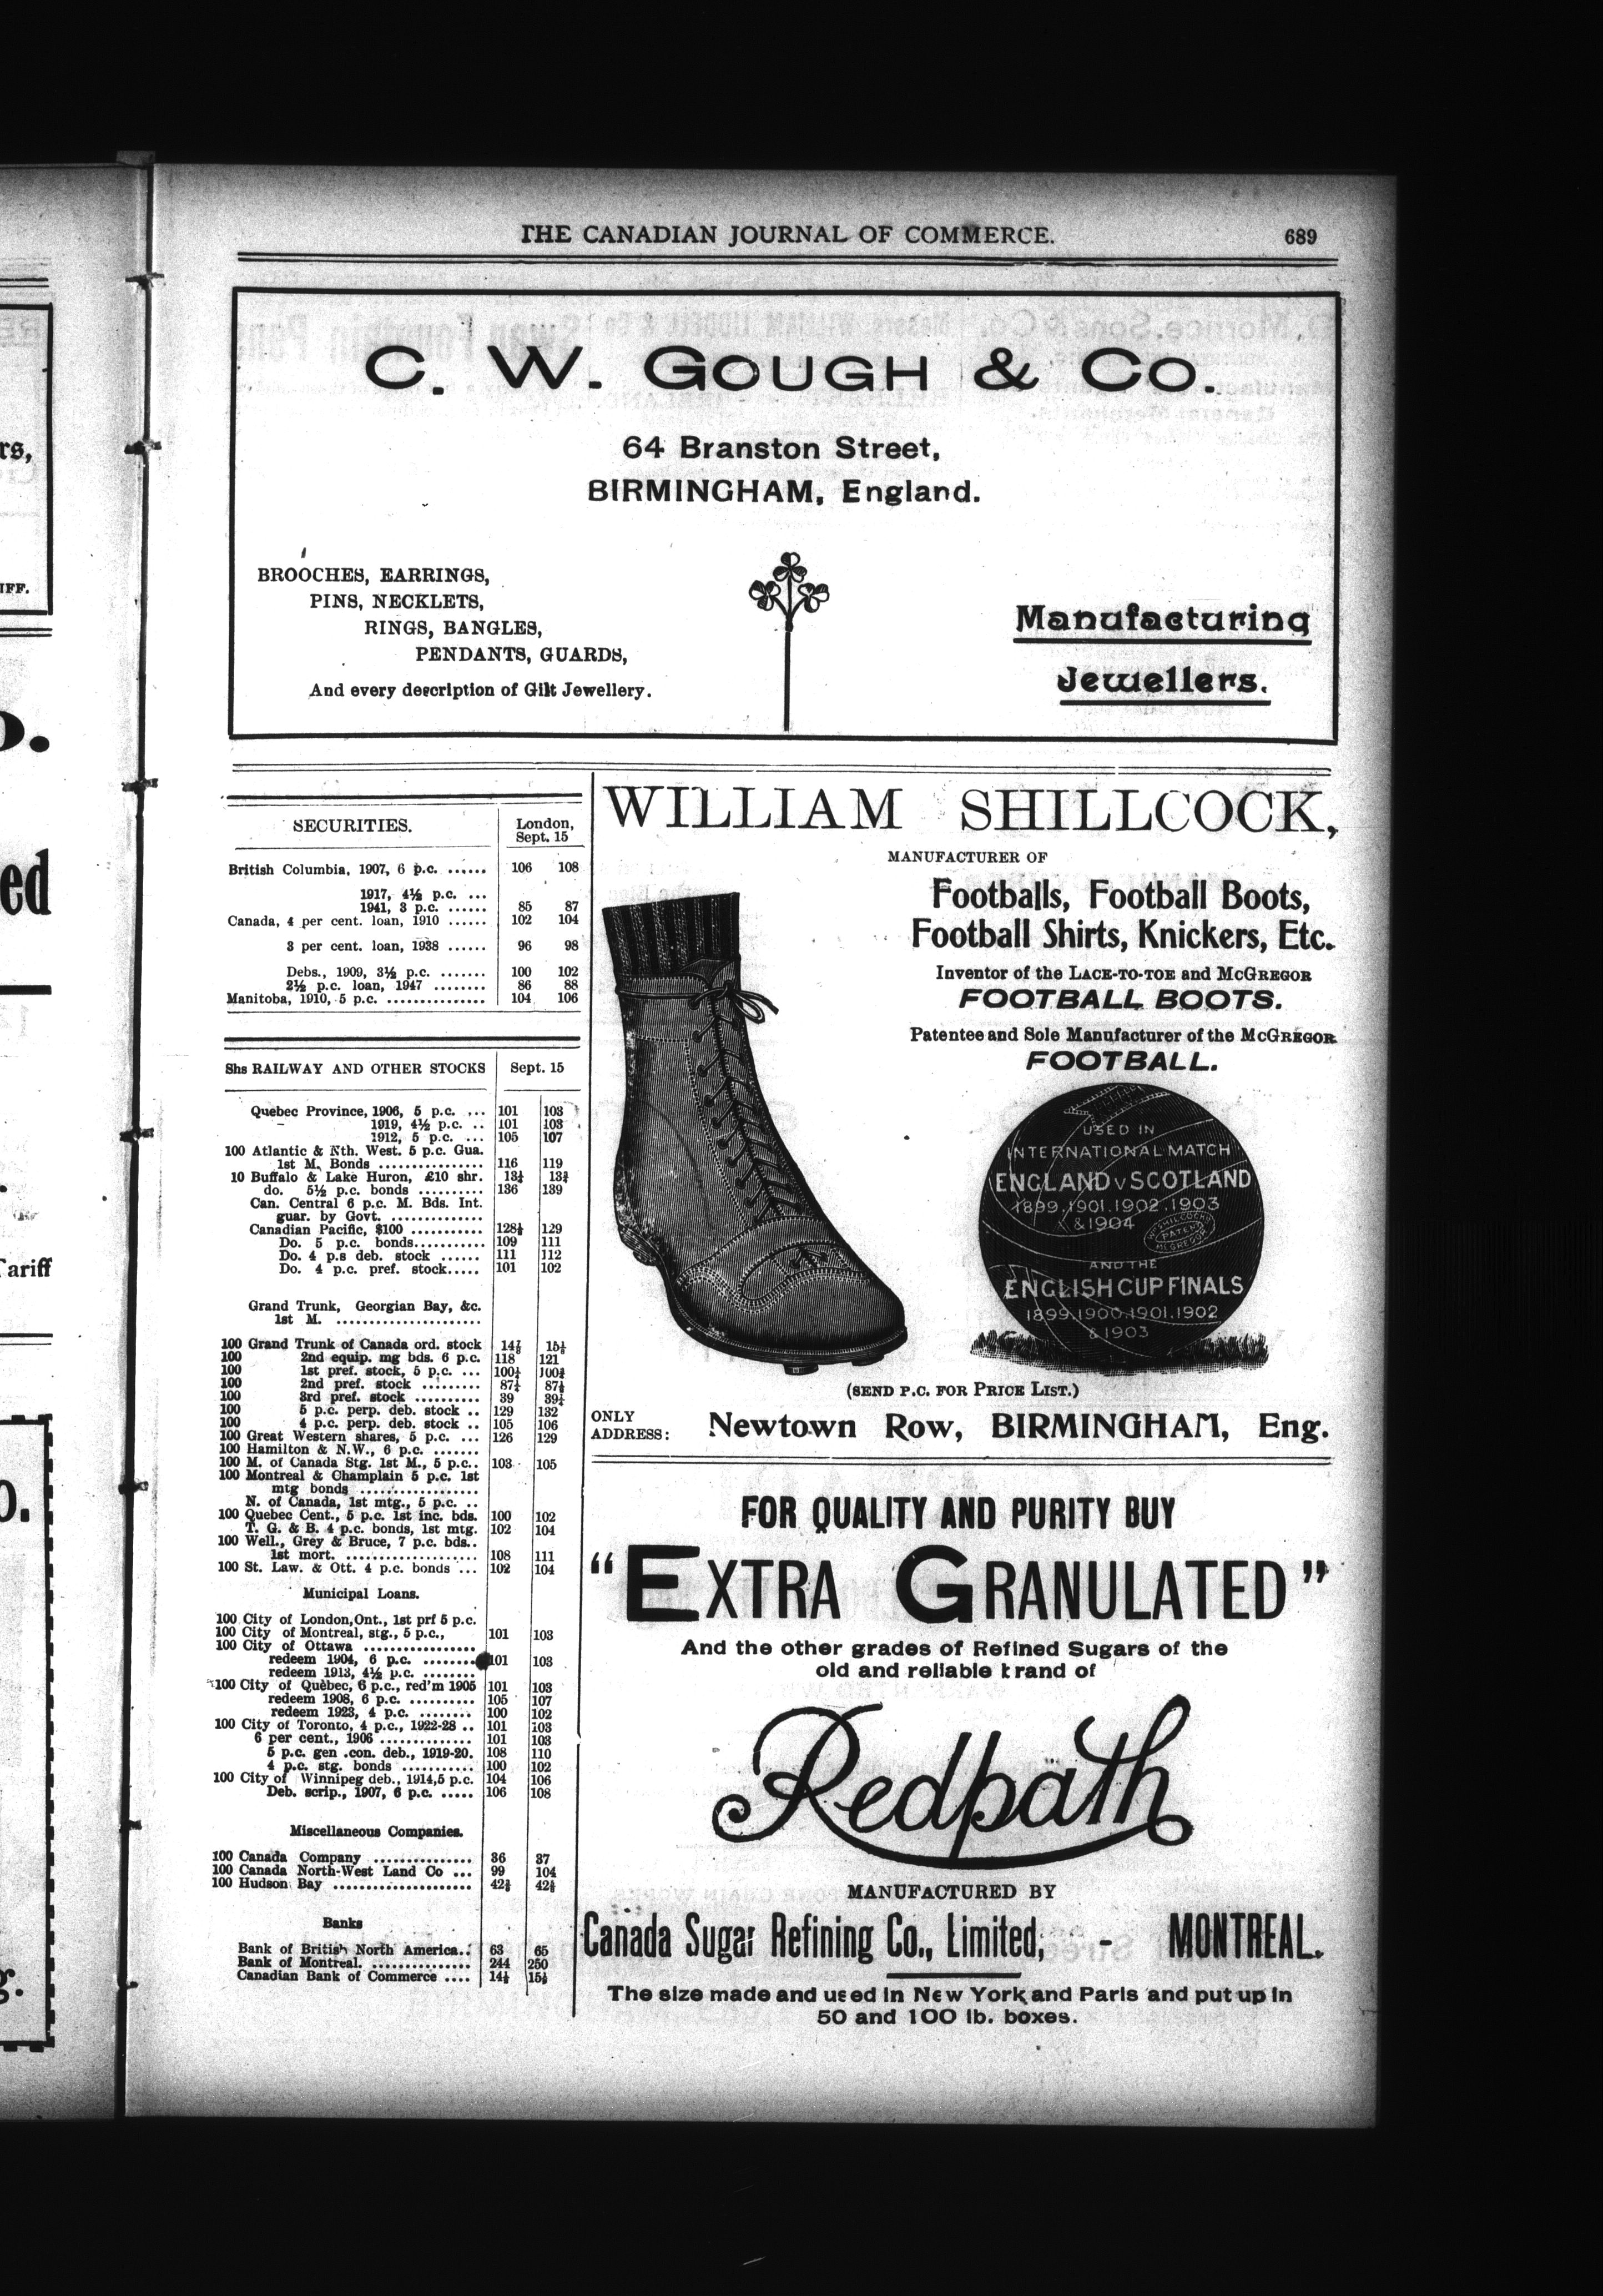 THE CANADIAN JOURNAL OF COMMERCE. 689
C. W. GOUGH & CO.
64 Branston Street,
BIRMINGHAM, England.
BROOCHES, EARRINGS,
PINS, NECKLETS,
RINGS, BANGLES,
PENDANTS, GUARDS,
And every description of Gilt Jewellery.
Manufacturing
Jewellers.
SECURITIES. London, Sept. 15
British Columbia, 1907, 6 p.c. ...... 106 108
1917, 4½ p.c. ...
1941, 3 p.c. ...... 85 87
Canada, 4 per cent. loan, 1910 ...... 102 104
3 per cent. loan, 1938 ...... 96 98
Debs., 1909, 3½ p.c. ....... 100 102
2½ p.c. loan, 1947 ........ 86 88
Manitoba, 1910, 5 p.c. ............... 104 106
Shs RAILWAY AND OTHER STOCKS Sept. 15
Quebec Province, 1906, 5 p.c. ... 101 103
1919, 4½ p.c. .. 101 103
1912, 5 p.c. ... 105 107
100 Atlantic & Nth. West. 5 p.c. Gua.
1st M. Bonds ................ 116 119
10 Buffalo & Lake Huron, £10 shr.
do. 5½ p.c. bonds .......... 136 139
Can. Central 6 p.c. M. Bds. Int.
guar. by Govt. ..............
Canadian Pacific, $100 ........... 129
Do. 5 p.c. bonds........... 109 111
Do. 4 p.s deb. stock ...... 111 112
Do. 4 p.c. pref. stock..... 101 102
Grand Trunk, Georgian Bay, &c.
1st M. ........................
100 Grand Trunk of Canada ord. stock
100 2nd equip. mg bds. 6 p.c. 118 121
100 1st pref. stock, 5 p.c. ...
100 2nd pref. stock .........
100 3rd pref. stock .......... 39
100 5 p.c. perp. deb. stock .. 129 132
100 4 p.c. perp. deb. stock .. 105 106
100 Great Western shares, 5 p.c. ... 126 129
100 Hamilton & N.W., 6 p.c. .......
100 M. of Canada Stg. 1st M., 5 p.c.. 103 105
100 Montreal & Champlain 5 p.c. 1st
mtg bonds ..................
N. of Canada, 1st mtg., 5 p.c. ..
100 Quebec Cent., 5 p.c. 1st inc. bds. 100 102
T. G. & B. 4 p.c. bonds, 1st mtg. 102 104
100 Well., Grey & Bruce, 7 p.c. bds..
1st mort. .................... 108 111
100 St. Law. & Ott. 4 p.c. bonds ... 102 104
Municipal Loans.
100 City of London,Ont., 1st prf 5 p.c.
100 City of Montreal, stg., 5 p.c., 101 103
100 City of Ottawa .................
redeem 1904, 6 p.c. ........ 101 103
redeem 1913, 4½ p.c. ........
100 City of Quebec, 6 p.c., red'm 1905 101 103
redeem 1908, 6 p.c. .......... 105 107
redeem 1923, 4 p.c. ........ 100 102
100 City of Toronto, 4 p.c., 1922-28 .. 101 103
6 per cent., 1906 .............. 101 103
5 p.c. gen .con. deb., 1919-20. 108 110
4 p.c. stg. bonds ........... 100 102
100 City of Winnipeg deb., 1914,5 p.c. 104 106
Deb. scrip., 1907, 6 p.c. ..... 106 108
Miscellaneous Companies.
100 Canada Company ............... 36 37
100 Canada North-West Land Co ... 99 104
100 Hudson Bay .....................
Banks
Bank of British North America.. 63 65
Bank of Montreal. ............... 244 250
Canadian Bank of Commerce ....
WILLIAM SHILLCOCK,
MANUFACTURER OF
Footballs, Football Boots,
Football Shirts, Knickers, Etc.
Inventor of the LACE-TO-TOE and McGREGOR
FOOTBALL BOOTS.
Patentee and Sole Manufacturer of the McGREGOR
FOOTBALL.
USED IN
INTERNATIONAL MATCH
ENGLAND v SCOTLAND
1899.1901.1902.1903
& 1904
PATENT
McGREGOR
AND THE
ENGLISH CUP FINALS
1899.1900.1901.1902
& 1903
(SEND P.C. FOR PRICE LIST.)
ONLY ADDRESS: Newtown Row, BIRMINGHAM, Eng.
FOR QUALITY AND PURITY BUY
"EXTRA GRANULATED"
And the other grades of Refined Sugars of the
old and reliable brand of
Redpath
MANUFACTURED BY
Canada Sugar Refining Co., Limited, - MONTREAL.
The size made and used in New York and Paris and put up in
50 and 100 lb. boxes.